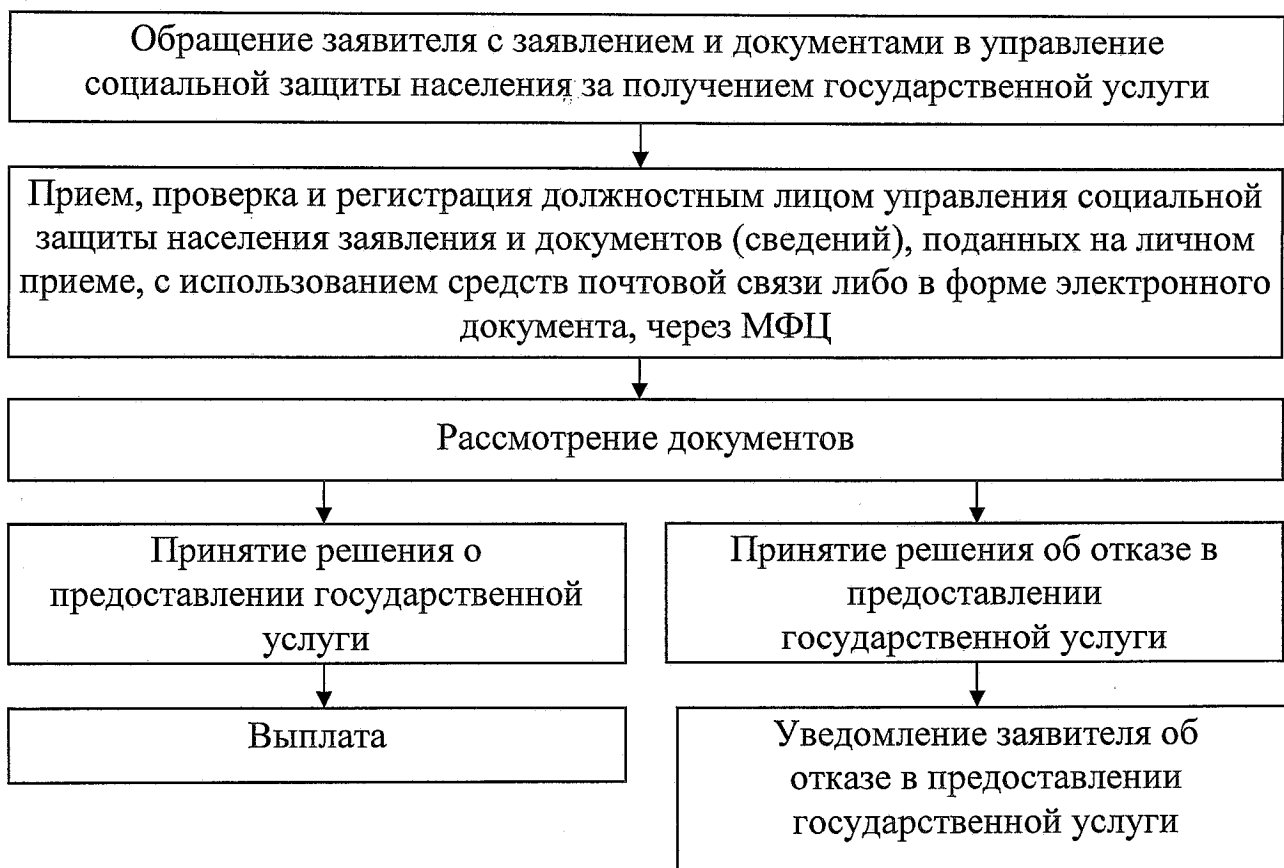 Обращение заявителя с заявлением и документами в управление
социальной защиты населения за получением государственной услуги
Прием, проверка и регистрация должностным лицом управления социальной
защиты населения заявления и документов (сведений), поданных на личном
приеме, с использованием средств почтовой связи либо в форме электронного
документа, через МФЦ
Рассмотрение документов
Принятие решения о
предоставлении государственной
услуги
Принятие решения об отказе в
предоставлении
государственной услуги
Выплата
Уведомление заявителя об
отказе в предоставлении
государственной услуги